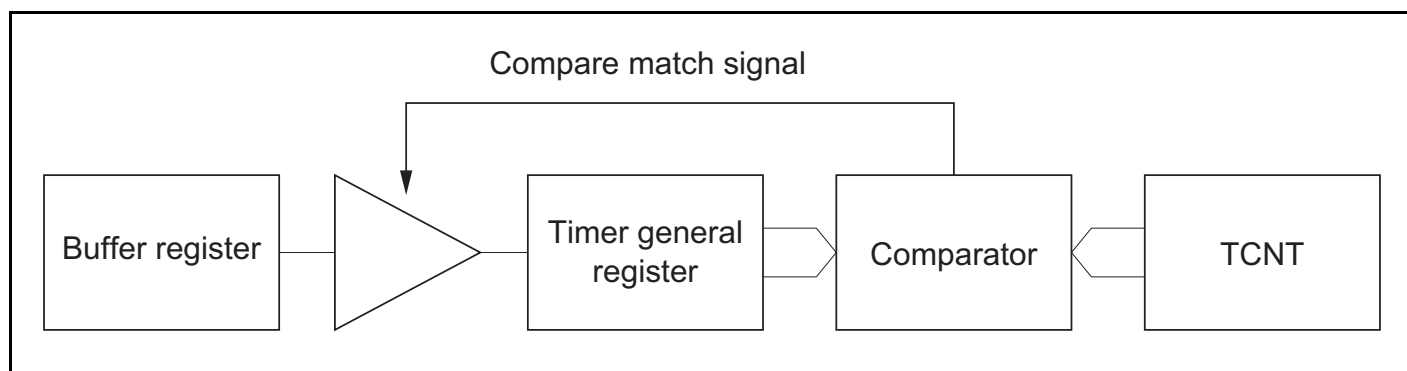 Compare match signal
Buffer register
Timer general
register
Comparator
TCNT